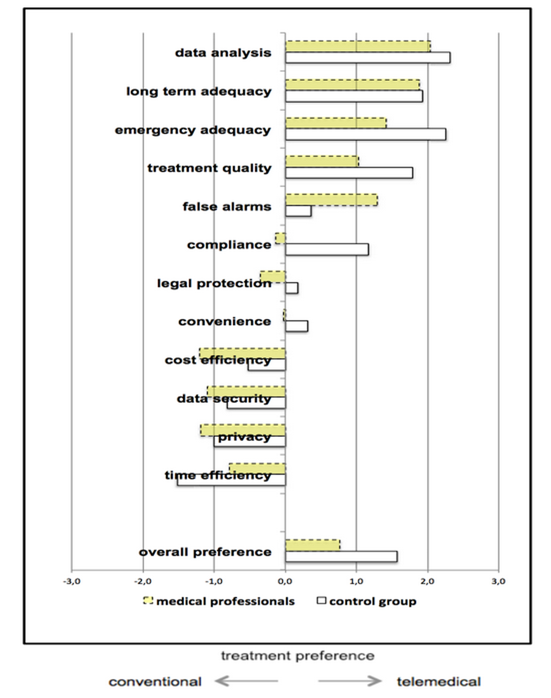 data analysis
long term adequacy
emergency adequacy
treatment quality
false alarms
compliance
legal protection
convenience
cost efficiency
data security
privacy
time efficiency
overall preference
-3,0 -2,0 -1,0 0,0 1,0 2,0 3,0
medical professionals control group
treatment preference
conventional telemedical